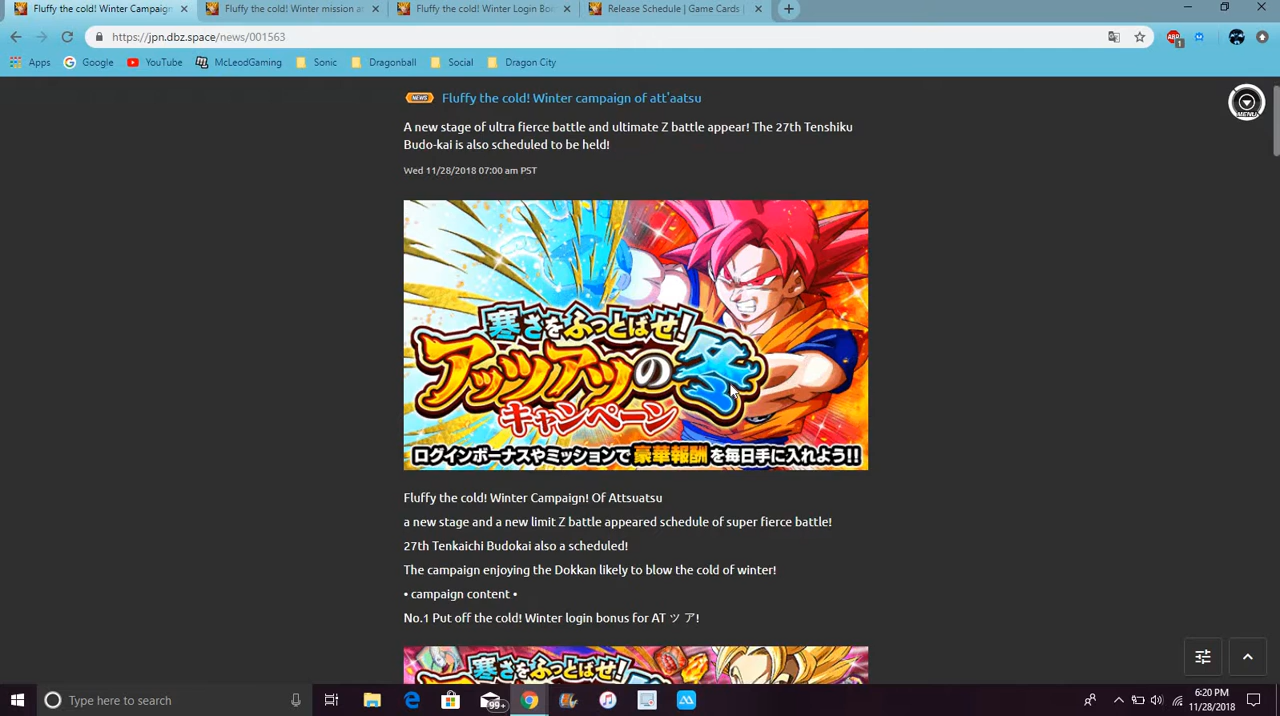 Fluffy the cold! Winter Campaign
Fluffy the cold! Winter mission a
Fluffy the cold! Winter Login Bon
Release Schedule | Game Cards |
https://jpn.dbz.space/news/001563
ABP
1
Apps
Google
YouTube
McLeodGaming
Sonic
Dragonball
Social
Dragon City
NEWS
Fluffy the cold! Winter campaign of att'aatsu
MENU
A new stage of ultra fierce battle and ultimate Z battle appear! The 27th Tenshiku
Budo-kai is also scheduled to be held!
Wed 11/28/2018 07:00 am PST
寒さをふっとばせ!
アッツアツの冬
キャンペーン
ログインボーナスやミッションで豪華報酬を毎日手に入れよう!!
Fluffy the cold! Winter Campaign! Of Attsuatsu
a new stage and a new limit Z battle appeared schedule of super fierce battle!
27th Tenkaichi Budokai also a scheduled!
The campaign enjoying the Dokkan likely to blow the cold of winter!
• campaign content •
No.1 Put off the cold! Winter login bonus for AT ッ ア!
寒さをふっとばせ!
Type here to search
99+
6:20 PM
11/28/2018